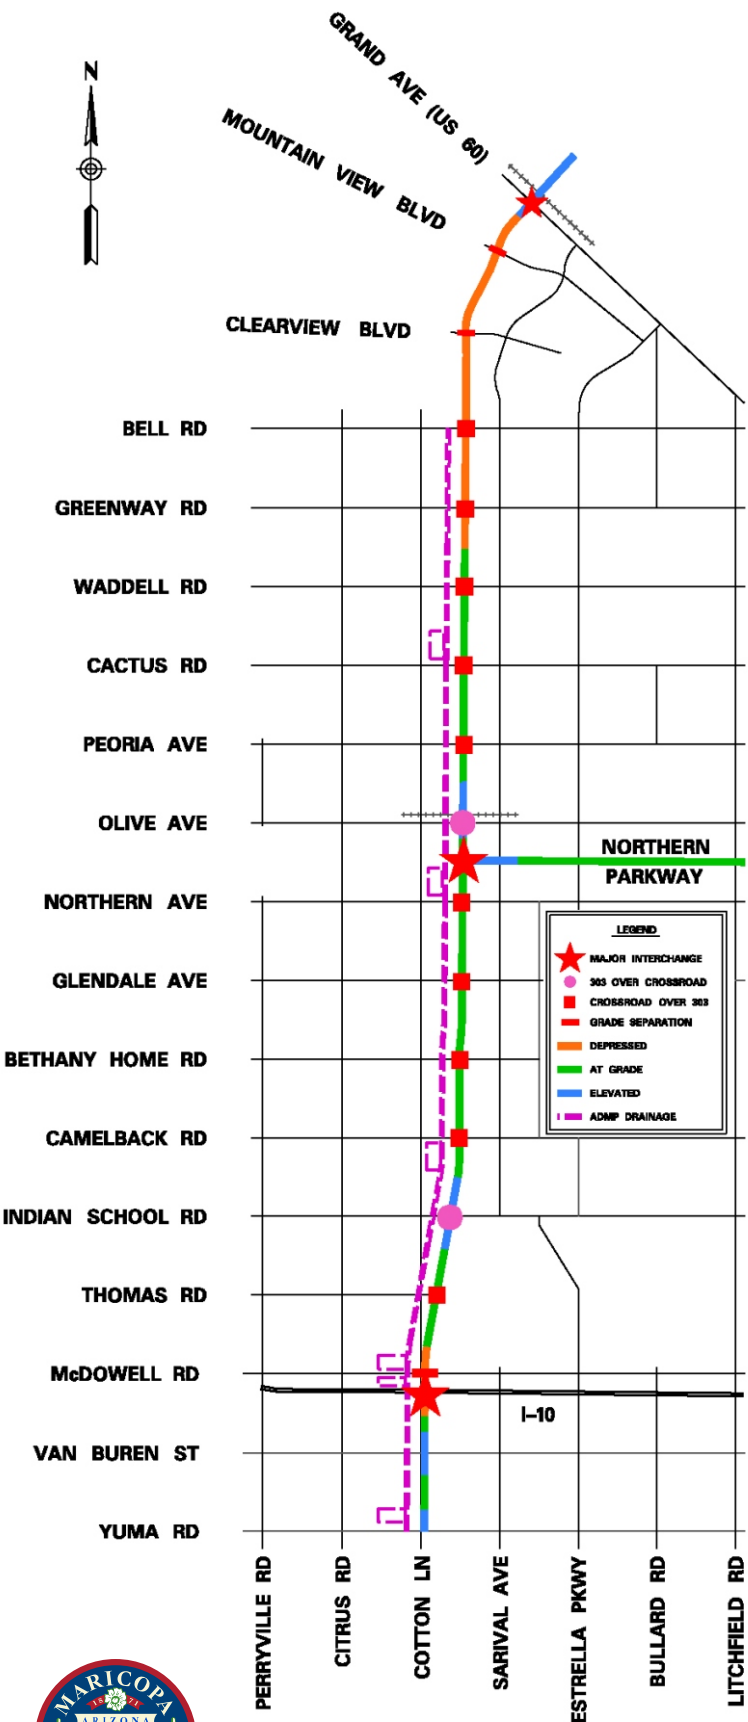 GRAND AVE (US 60)
N
MOUNTAIN VIEW BLVD
CLEARVIEW BLVD
BELL RD
GREENWAY RD
WADDELL RD
CACTUS RD
PEORIA AVE
OLIVE AVE
NORTHERN
PARKWAY
NORTHERN AVE
LEGEND
MAJOR INTERCHANGE
303 OVER CROSSROAD
CROSSROAD OVER 303
GRADE SEPARATION
DEPRESSED
AT GRADE
ELEVATED
ADMP DRAINAGE
GLENDALE AVE
BETHANY HOME RD
CAMELBACK RD
INDIAN SCHOOL RD
THOMAS RD
McDOWELL RD
I-10
VAN BUREN ST
YUMA RD
PERRYVILLE RD
CITRUS RD
COTTON LN
SARIVAL AVE
ESTRELLA PKWY
BULLARD RD
LITCHFIELD RD
MARICOPA
1871
ARIZONA